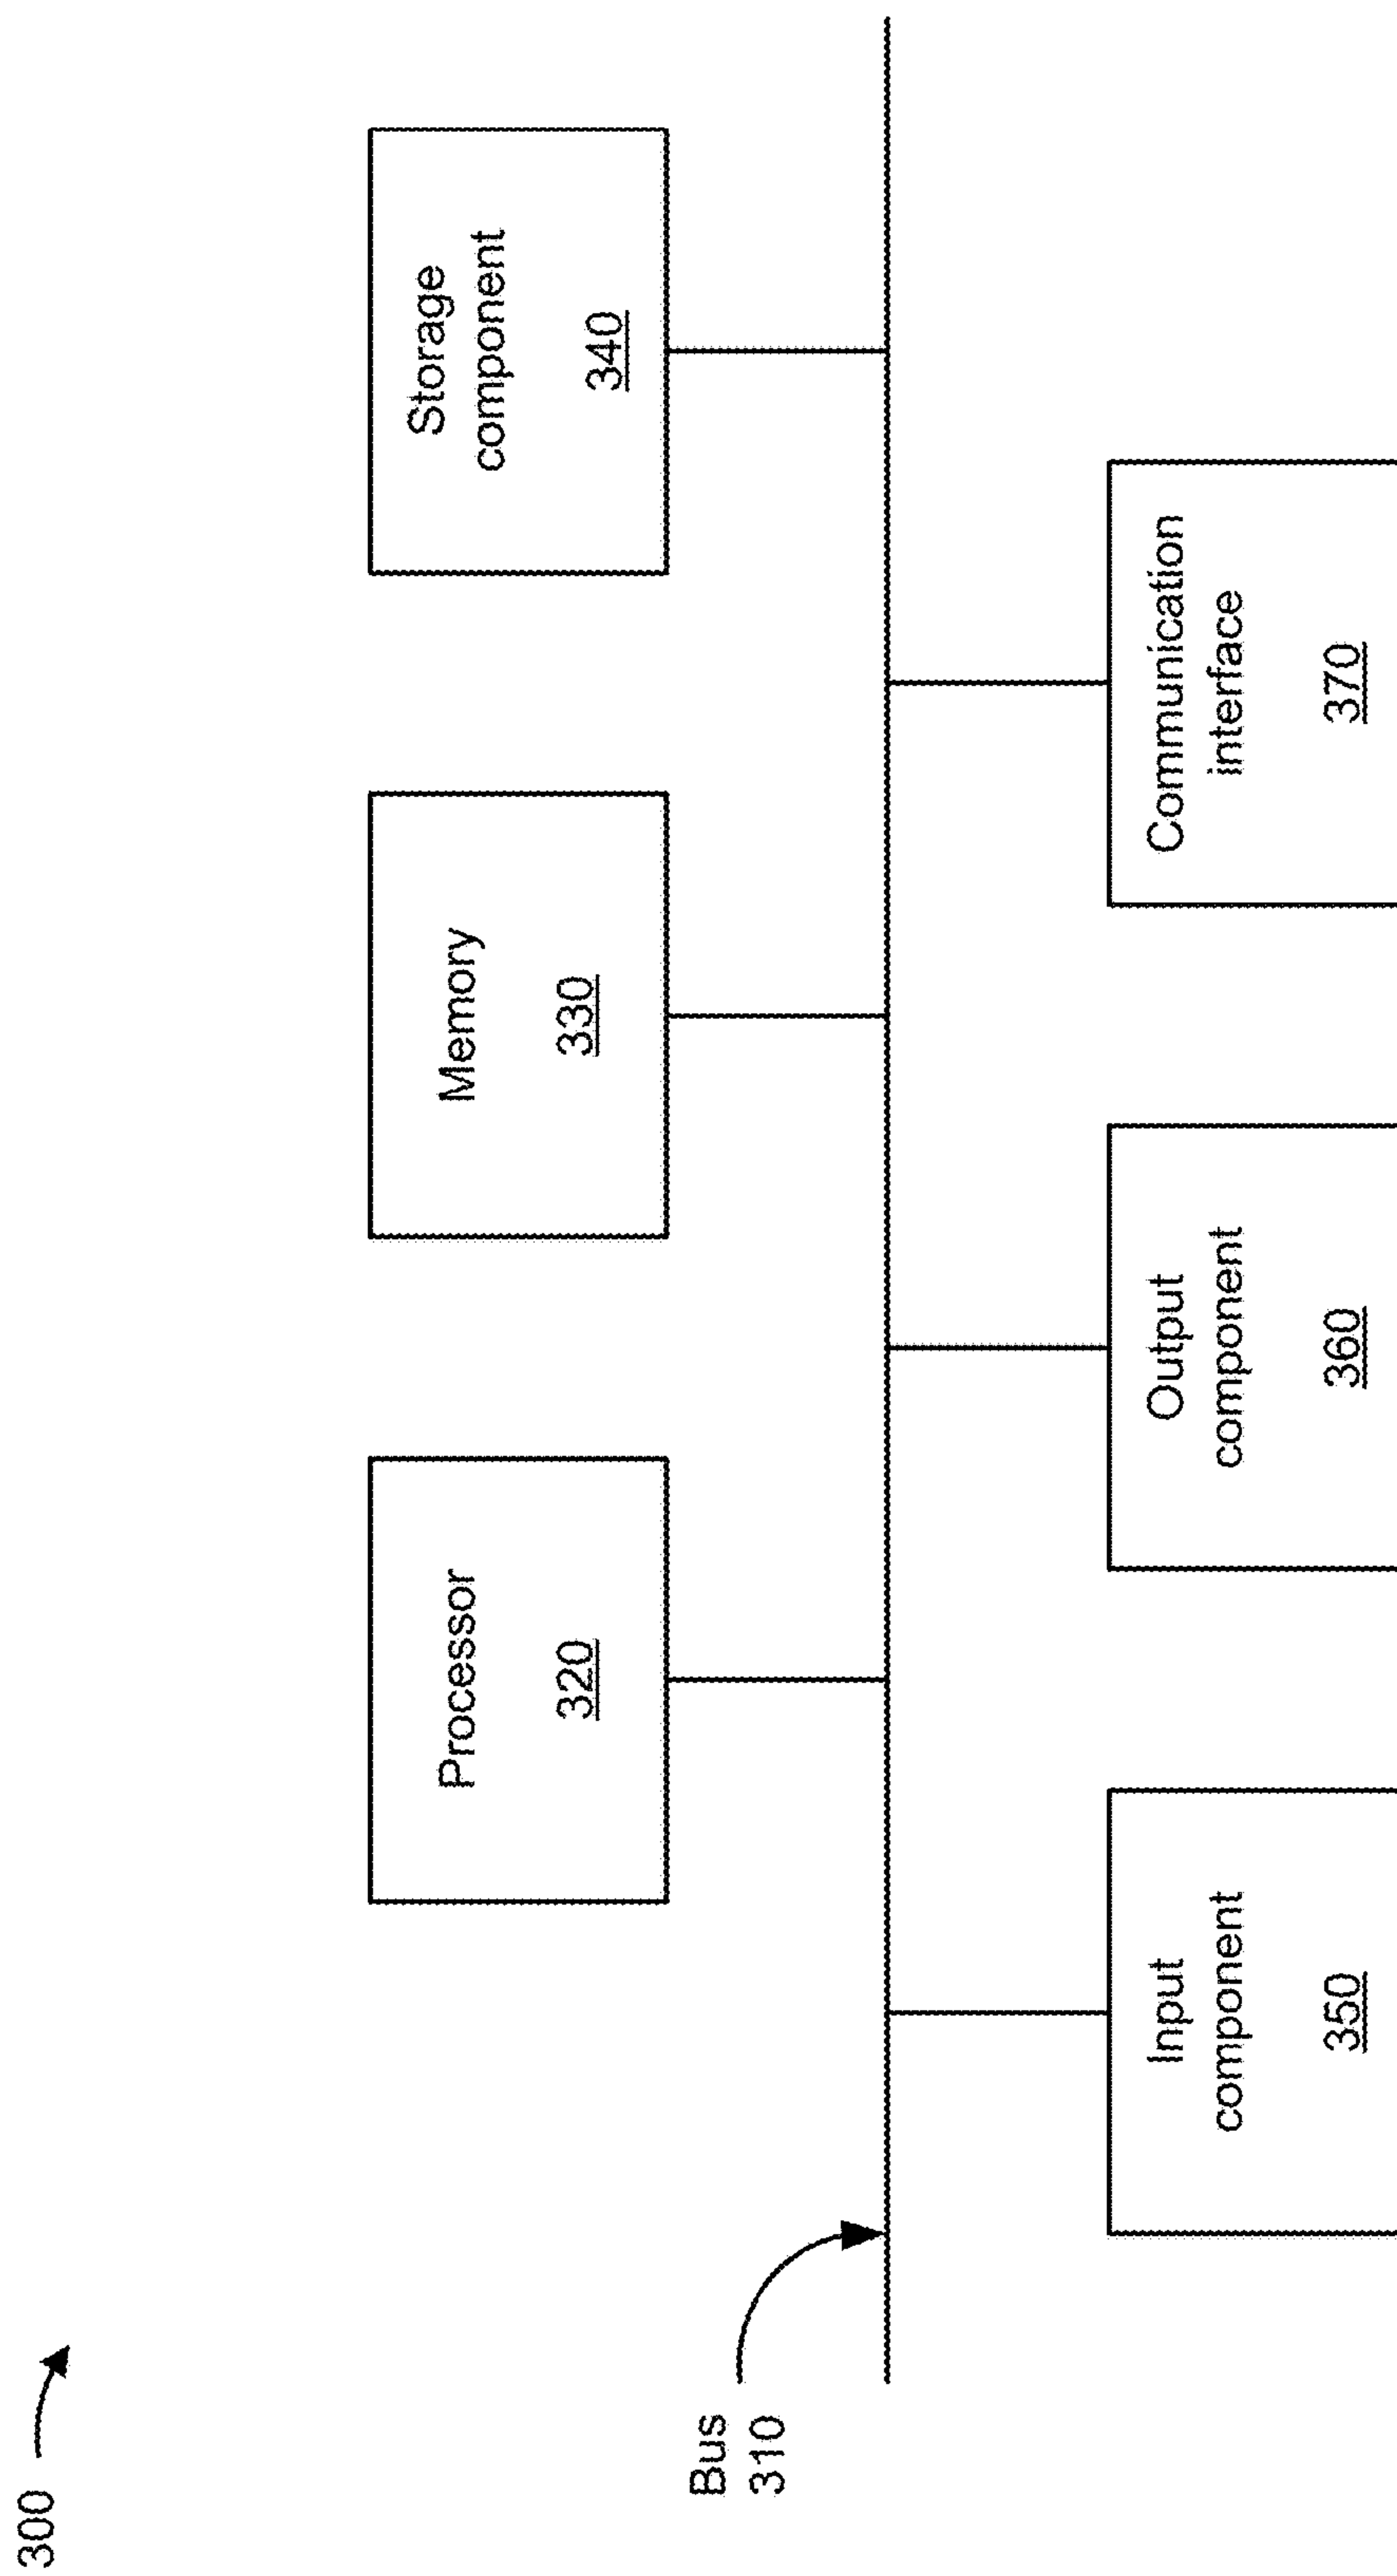 300
Bus
310
Processor
320
Memory
330
Storage
component
340
Input
component
350
Output
component
360
Communication
interface
370